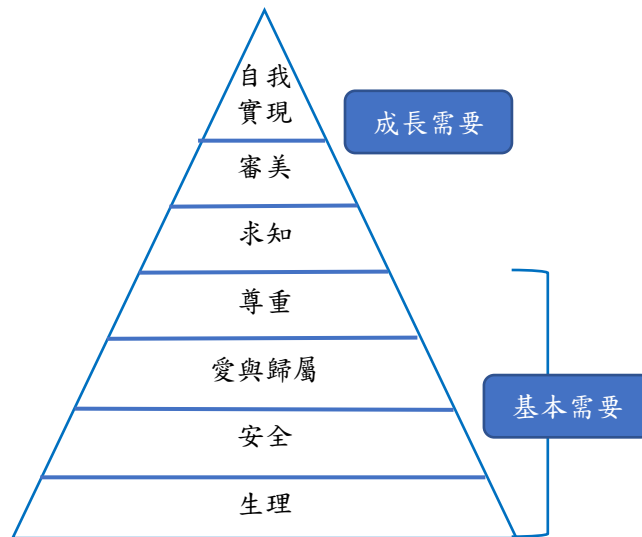 自我
實現
成長需要
審美
求知
尊重
愛與歸屬
基本需要
安全
生理